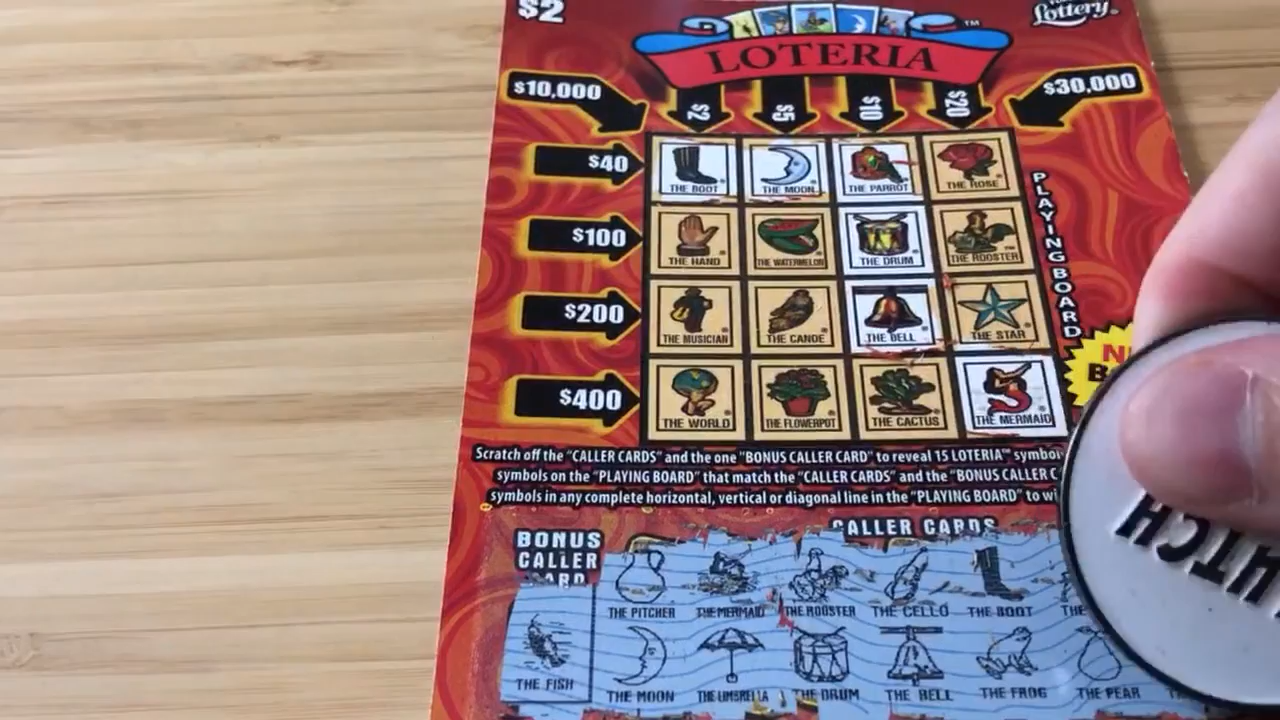 $2
Lottery
LOTERIA™
$10,000
$2
$5
$10
$20
$30,000
$40
THE BOOT
THE MOON
THE PARROT
THE ROSE
$100
THE HAND
THE WATERMELON
THE DRUM
THE ROOSTER
$200
THE MUSICIAN
THE CANOE
THE BELL
THE STAR
$400
THE WORLD
THE FLOWERPOT
THE CACTUS
THE MERMAID
PLAYING BOARD
Scratch off the "CALLER CARDS" and the one "BONUS CALLER CARD" to reveal 15 LOTERIA™
symbols on the "PLAYING BOARD" that match the "CALLER CARDS" and the "BONUS CALLER
symbols in any complete horizontal, vertical or diagonal line in the "PLAYING BOARD" to
CALLER CARDS
BONUS
CALLER
CARD
THE PITCHER
THE MERMAID
THE ROOSTER
THE CELLO
THE BOOT
THE
THE FISH
THE MOON
THE UMBRELLA
THE DRUM
THE BELL
THE FROG
THE PEAR